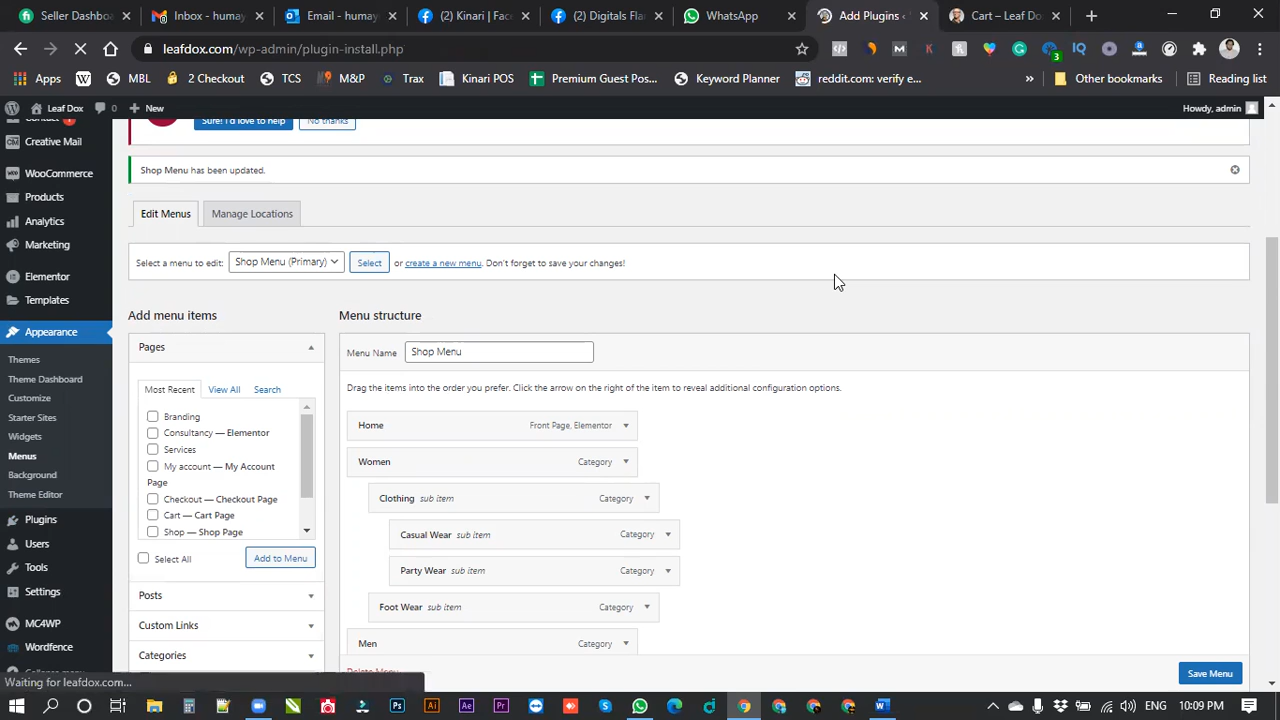 Seller Dashboard
Inbox - humay
Email - humay
(2) Kinari | Fac
(2) Digitals Fla
WhatsApp
Add Plugins ‹
Cart – Leaf Do
leafdox.com/wp-admin/plugin-install.php
3
Apps
MBL
2 Checkout
TCS
M&P
Trax
Kinari POS
Premium Guest Pos...
Keyword Planner
reddit.com: verify e...
»
Other bookmarks
Reading list
Leaf Dox
0
New
Howdy, admin
Contact
Creative Mail
WooCommerce
Products
Analytics
Marketing
Elementor
Templates
Appearance
Themes
Theme Dashboard
Customize
Starter Sites
Widgets
Menus
Background
Theme Editor
Plugins
Users
Tools
Settings
MC4WP
Wordfence
Collapse menu
Sure! I'd love to help
No thanks
Shop Menu has been updated.
Edit Menus
Manage Locations
Select a menu to edit:
Shop Menu (Primary)
Select
or create a new menu. Don't forget to save your changes!
Add menu items
Pages
Most Recent
View All
Search
Branding
Consultancy — Elementor
Services
My account — My Account
Page
Checkout — Checkout Page
Cart — Cart Page
Shop — Shop Page
Select All
Add to Menu
Posts
Custom Links
Categories
Menu structure
Menu Name
Shop Menu
Drag the items into the order you prefer. Click the arrow on the right of the item to reveal additional configuration options.
Home
Front Page, Elementor
Women
Category
Clothing sub item
Category
Casual Wear sub item
Category
Party Wear sub item
Category
Foot Wear sub item
Category
Men
Category
Delete Menu
Save Menu
Waiting for leafdox.com...
ENG
10:09 PM